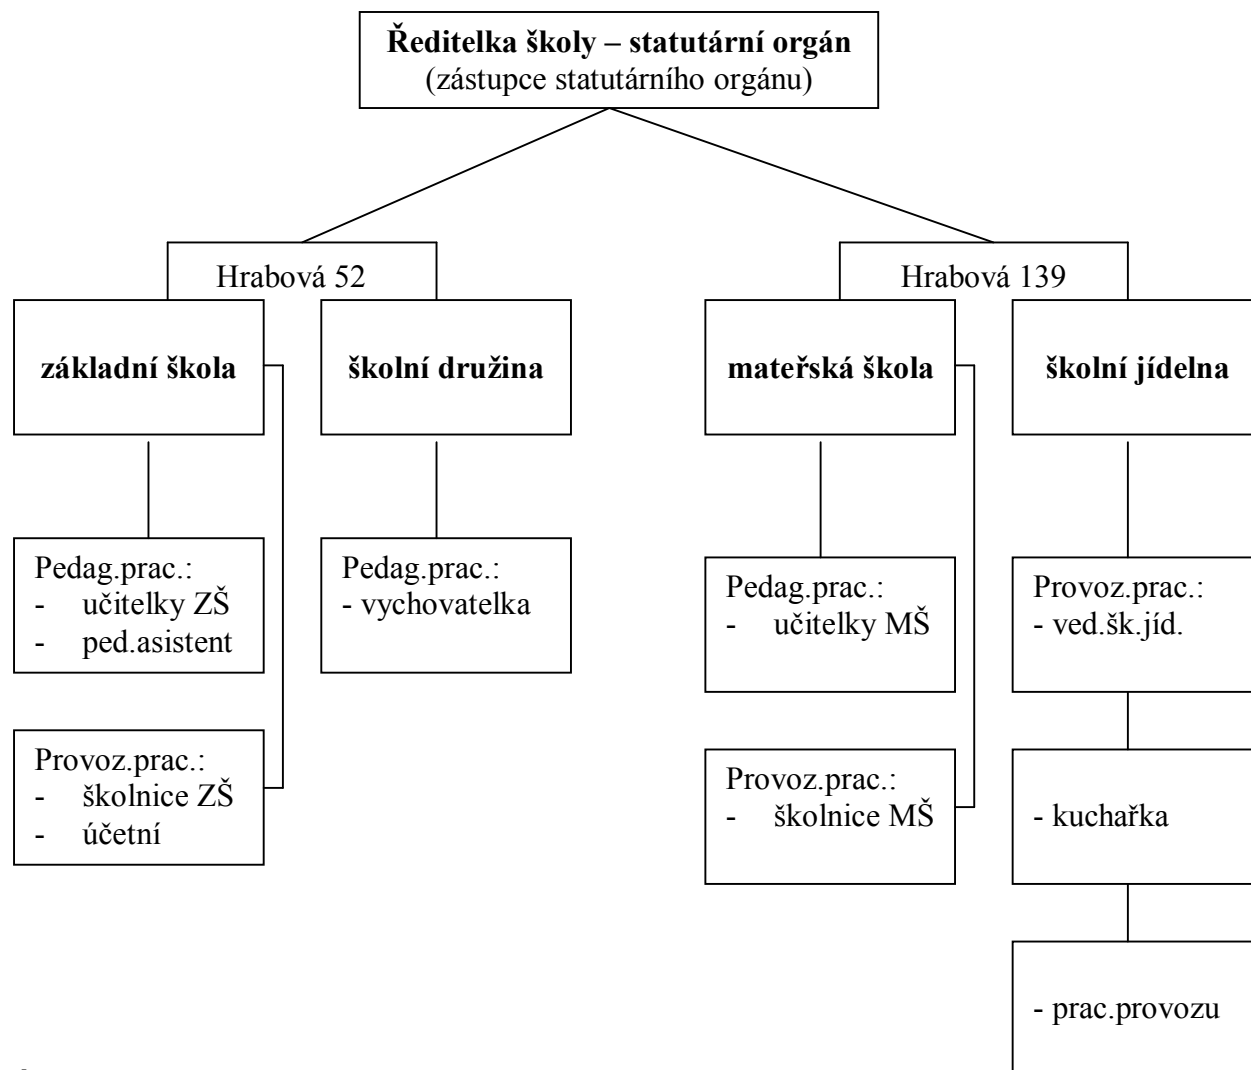 Ředitelka školy – statutární orgán
(zástupce statutárního orgánu)
Hrabová 52
Hrabová 139
základní škola
školní družina
mateřská škola
školní jídelna
Pedag.prac.:
- učitelky ZŠ
- ped.asistent
Pedag.prac.:
- vychovatelka
Pedag.prac.:
- učitelky MŠ
Provoz.prac.:
- ved.šk.jíd.
Provoz.prac.:
- školnice ZŠ
- účetní
Provoz.prac.:
- školnice MŠ
- kuchařka
- prac.provozu